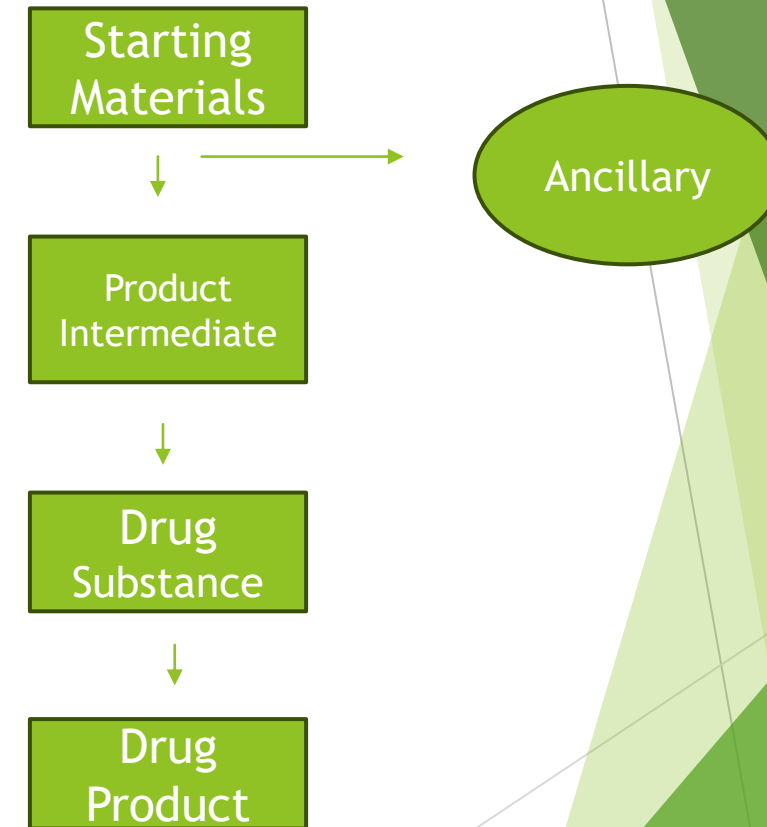 Starting
Materials
Ancillary
Product
Intermediate
Drug
Substance
Drug
Product